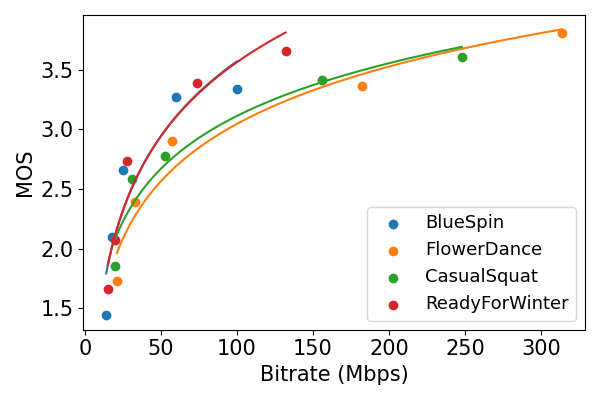 3.5
3.0
2.5
2.0
1.5
MOS
BlueSpin
FlowerDance
CasualSquat
ReadyForWinter
0 50 100 150 200 250 300
Bitrate (Mbps)